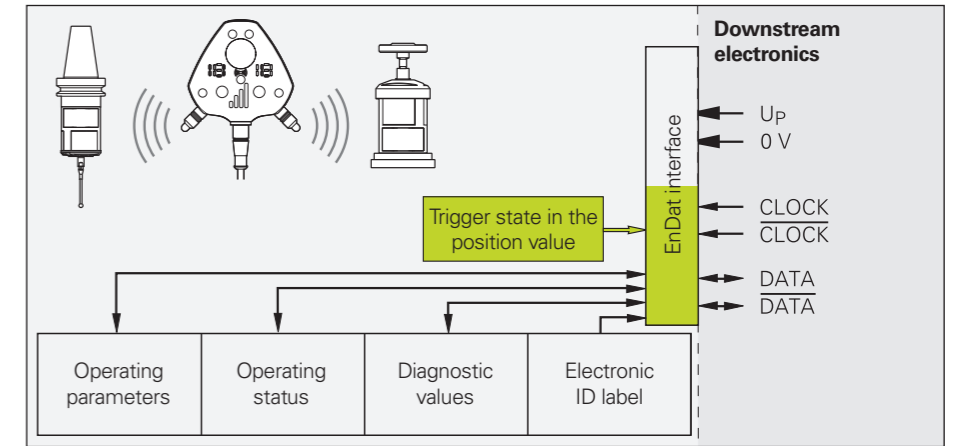 Downstream
electronics
U_P
0 V
CLOCK
CLOCK
DATA
DATA
EnDat interface
Trigger state in the
position value
Operating
parameters
Operating
status
Diagnostic
values
Electronic
ID label